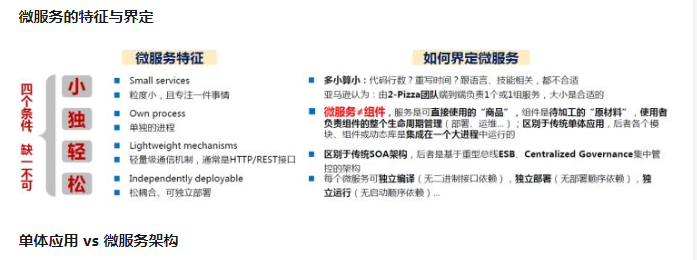 微服务的特征与界定
微服务特征
四个条件，缺一不可
小
Small services
粒度小，且专注一件事情
独
Own process
单独的进程
轻
Lightweight mechanisms
轻量级通信机制，通常是HTTP/REST接口
松
Independently deployable
松耦合、可独立部署
如何界定微服务
多小算小：代码行数？重写时间？跟语言、技能相关，都不合适
亚马逊认为：由2-Pizza团队端到端负责1个或1组服务，大小是合适的
微服务≠组件，服务是可直接使用的“商品”，组件是待加工的“原材料”，使用者
负责组件的整个生命周期管理（部署、运维...）；区别于传统单体应用，后者各个模
块、组件或动态库是集成在一个大进程中运行的
区别于传统SOA架构，后者是基于重型总线ESB、Centralized Governance集中管
控的架构
每个微服务可独立编译（无二进制接口依赖），独立部署（无部署顺序依赖），独
立运行（无启动顺序依赖）...
单体应用 vs 微服务架构